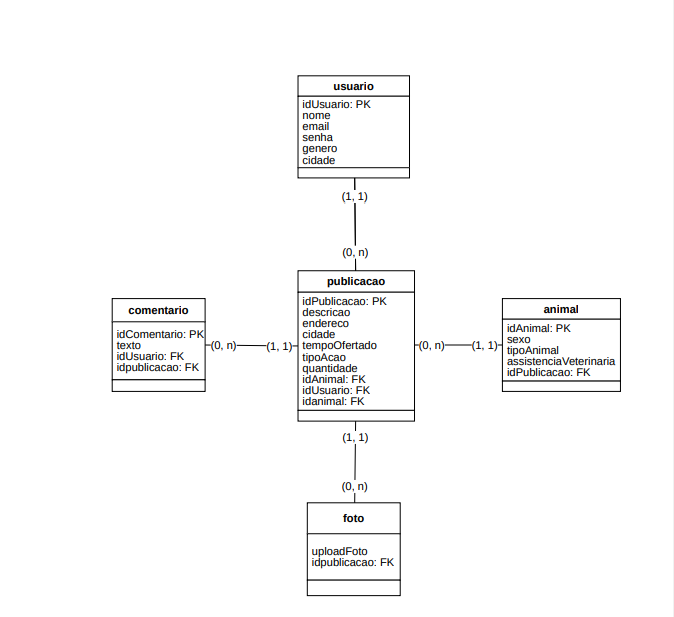 usuario
idUsuario: PK
nome
email
senha
genero
cidade
(1, 1)
(0, n)
publicacao
idPublicacao: PK
descricao
endereco
cidade
tempoOfertado
tipoAcao
quantidade
idAnimal: FK
idUsuario: FK
idanimal: FK
comentario
idComentario: PK
texto
idUsuario: FK
idpublicacao: FK
(0, n)
(1, 1)
(0, n)
(1, 1)
animal
idAnimal: PK
sexo
tipoAnimal
assistenciaVeterinaria
idPublicacao: FK
(1, 1)
(0, n)
foto
uploadFoto
idpublicacao: FK